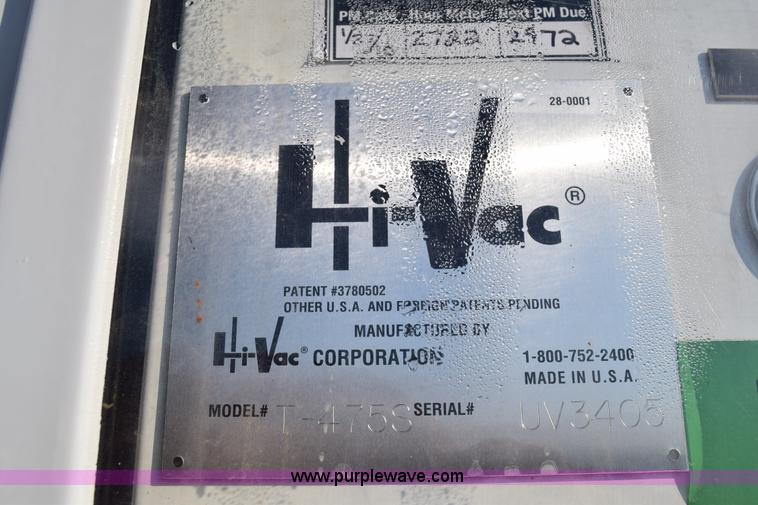 PM Date Hour Meter Next PM Due
2722 2972
28-0001
Hi-Vac®
PATENT #3780502
OTHER U.S.A. AND FOREIGN PATENTS PENDING
MANUFACTURED BY
Hi-Vac® CORPORATION 1-800-752-2400
MADE IN U.S.A.
MODEL# T-475S SERIAL# UV3405
www.purplewave.com